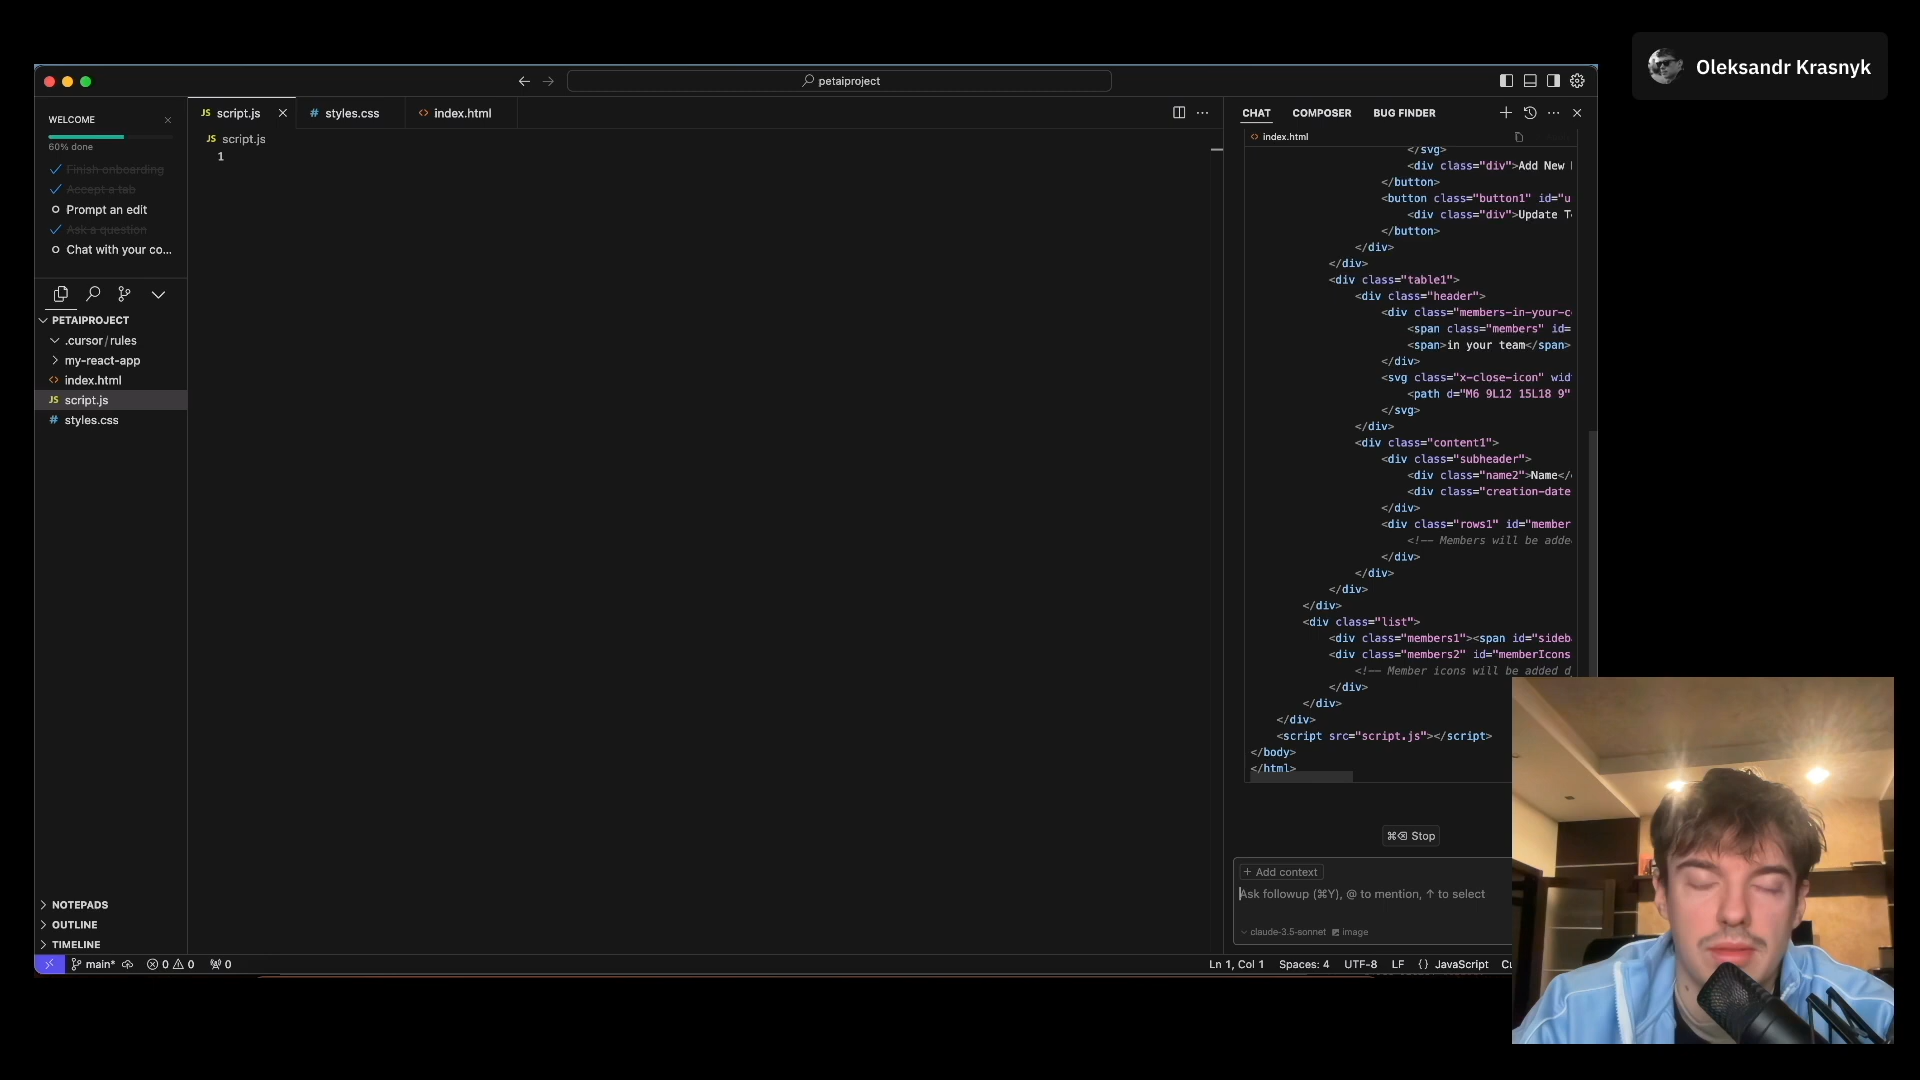 Oleksandr Krasnyk
petaiproject
WELCOME
60% done
Finish onboarding
Accept a tab
Prompt an edit
Ask a question
Chat with your co...
PETAIPROJECT
.cursor/rules
my-react-app
index.html
script.js
styles.css
NOTEPADS
OUTLINE
TIMELINE
script.js
styles.css
index.html
script.js
1
CHAT
COMPOSER
BUG FINDER
index.html
</svg>
<div class="div">Add New
</button>
<button class="button1" id="u
<div class="div">Update T
</button>
</div>
</div>
<div class="table1">
<div class="header">
<div class="members-in-your-c
<span class="members" id=
<span>in your team</span>
</div>
<svg class="x-close-icon" wid
<path d="M6 9L12 15L18 9"
</svg>
</div>
<div class="content1">
<div class="subheader">
<div class="name2">Name</
<div class="creation-date
</div>
<div class="rows1" id="member
<!-- Members will be adde
</div>
</div>
</div>
</div>
<div class="list">
<div class="members1"><span id="sideb
<div class="members2" id="memberIcons
<!-- Member icons will be added d
</div>
</div>
</div>
<script src="script.js"></script>
</body>
</html>
⌘⌫ Stop
+ Add context
Ask followup (⌘Y), @ to mention, ↑ to select
claude-3.5-sonnet image
main* 0 0 0
Ln 1, Col 1 Spaces: 4 UTF-8 LF {} JavaScript Cu